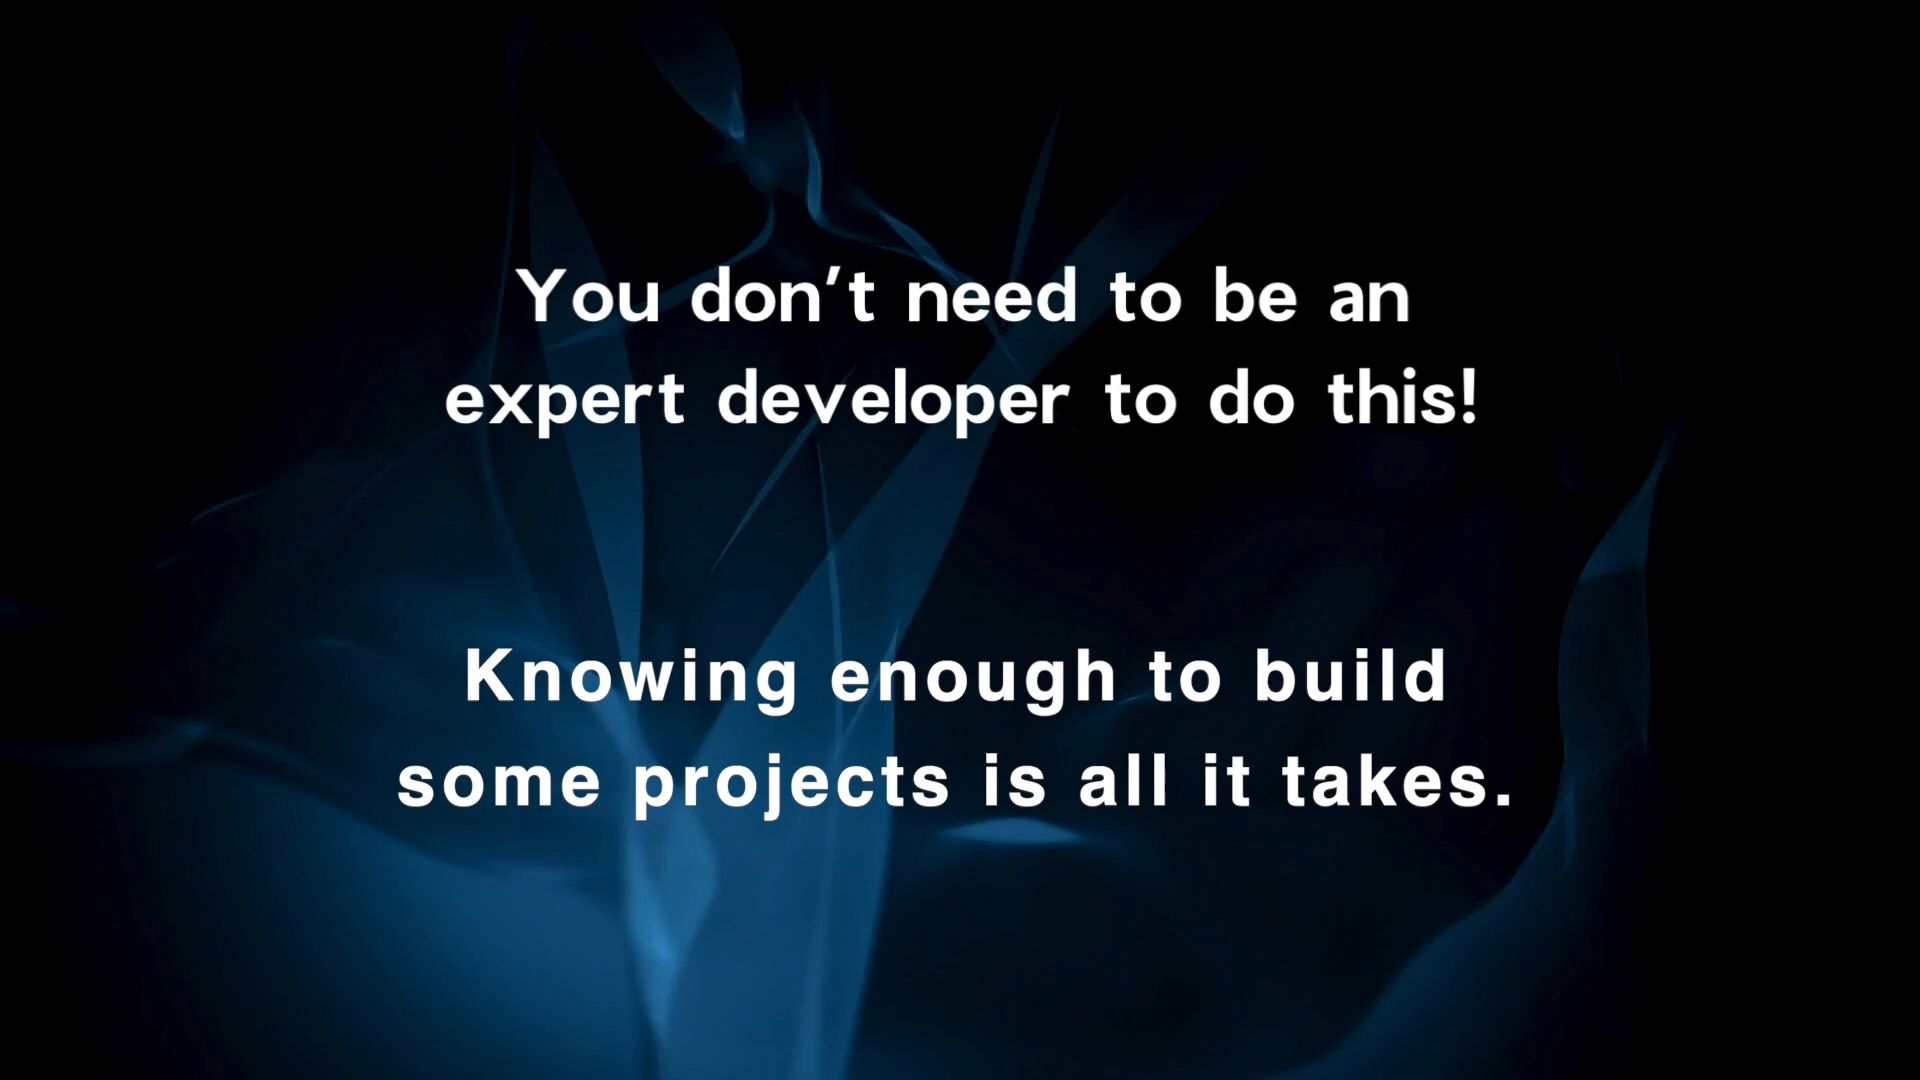 You don’t need to be an
expert developer to do this!
Knowing enough to build
some projects is all it takes.